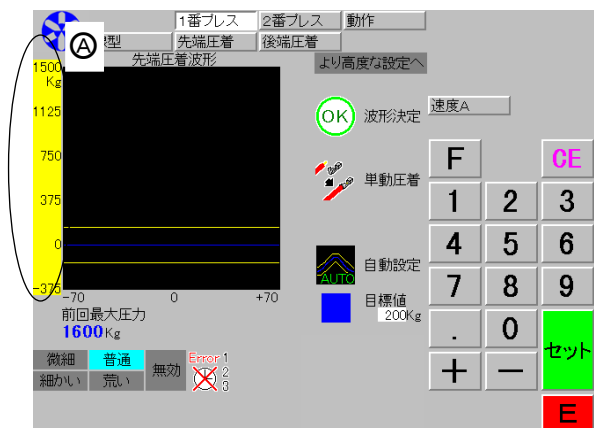 1番プレス 2番プレス 動作
A 型 先端圧着 後端圧着
先端圧着波形 より高度な設定へ
1500
Kg
1125
750
375
0
-375
-70 0 +70
前回最大圧力
1600Kg
OK 波形決定 速度A
単動圧着
AUTO 自動設定
目標値
200Kg
F CE
1 2 3
4 5 6
7 8 9
. 0 セット
+ -
E
微細 普通 無効 Error 1
細かい 荒い 2
3